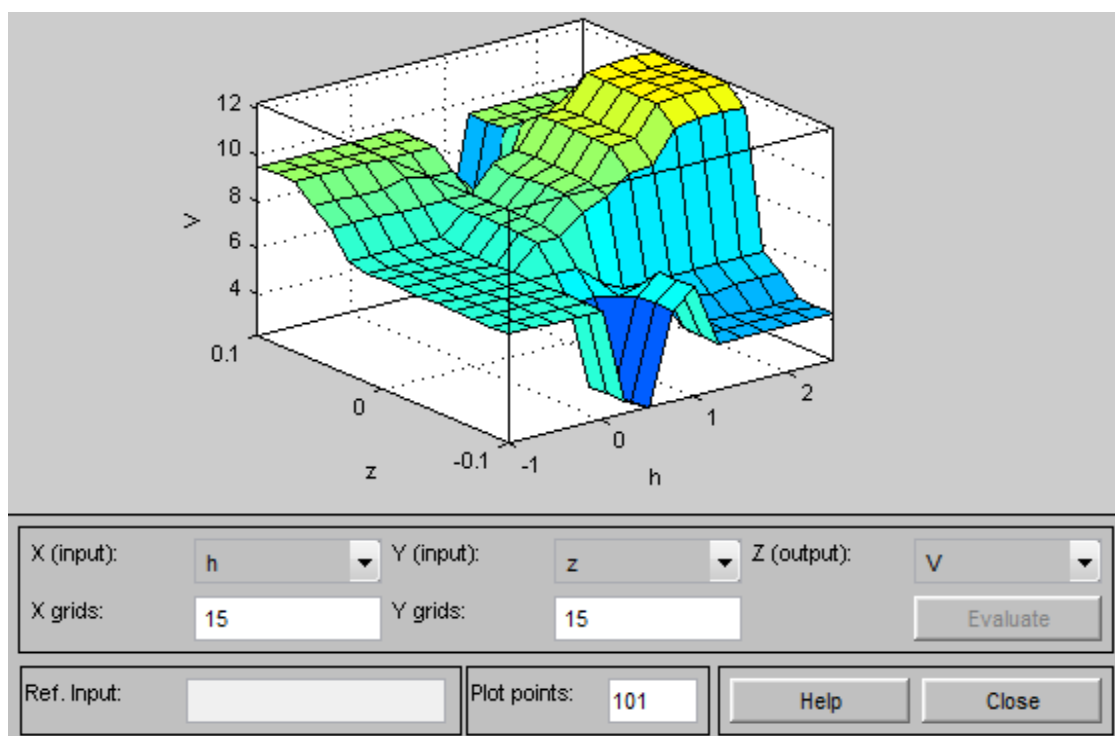 12
10
8
6
4
V
0.1
0
-0.1
z
-1
0
1
2
h
X (input): h Y (input): z Z (output): V
X grids: 15 Y grids: 15 Evaluate
Ref. Input: Plot points: 101 Help Close